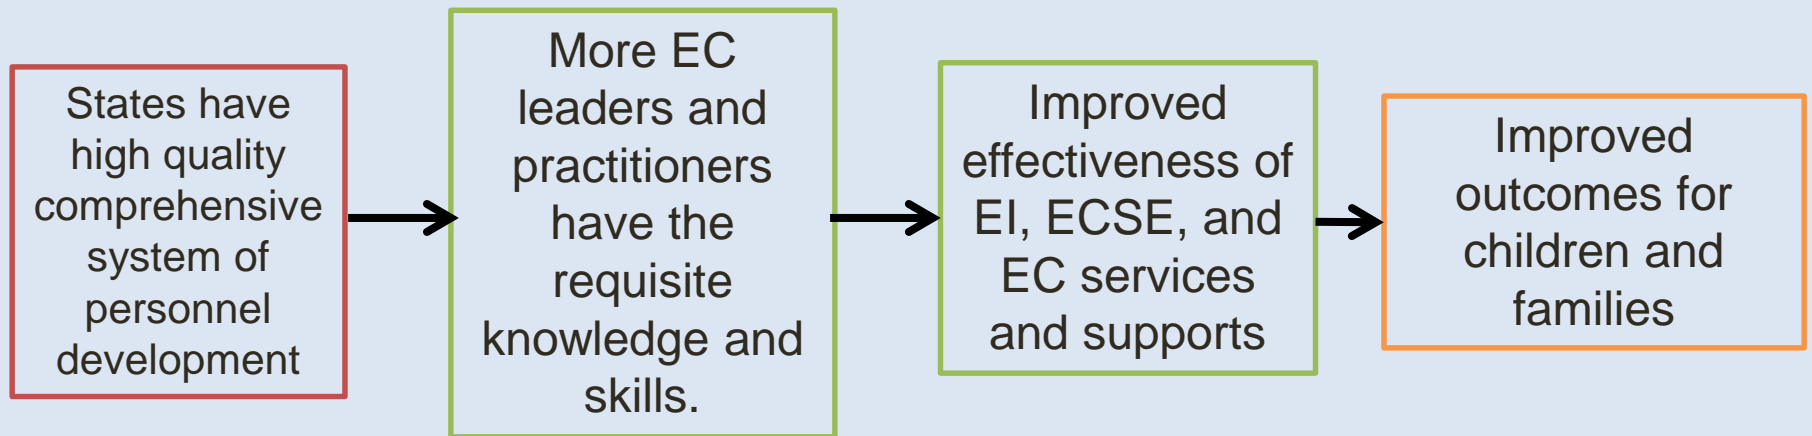 States have
high quality
comprehensive
system of
personnel
development
More EC
leaders and
practitioners
have the
requisite
knowledge and
skills.
Improved
effectiveness of
EI, ECSE, and
EC services
and supports
Improved
outcomes for
children and
families